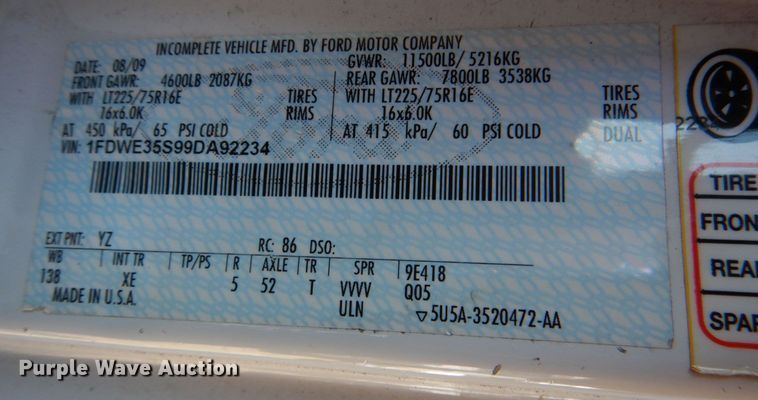 INCOMPLETE VEHICLE MFD. BY FORD MOTOR COMPANY
DATE: 08/09 GVWR: 11500LB/ 5216KG
FRONT GAWR: 4600LB 2087KG REAR GAWR: 7800LB 3538KG
WITH LT225/75R16E TIRES WITH LT225/75R16E TIRES
16x6.0K RIMS 16x6.0K RIMS
AT 450 kPa/ 65 PSI COLD AT 415 kPa/ 60 PSI COLD DUAL
VIN: 1FDWE35S99DA92234
EXT PNT: YZ RC: 86 DSO:
WB INT TR TP/PS R AXLE TR SPR 9E418
138 XE 5 52 T VVVV Q05
MADE IN U.S.A. ULN ▽5U5A-3520472-AA
TIRE
FRON
REA
SPAR
Purple Wave Auction